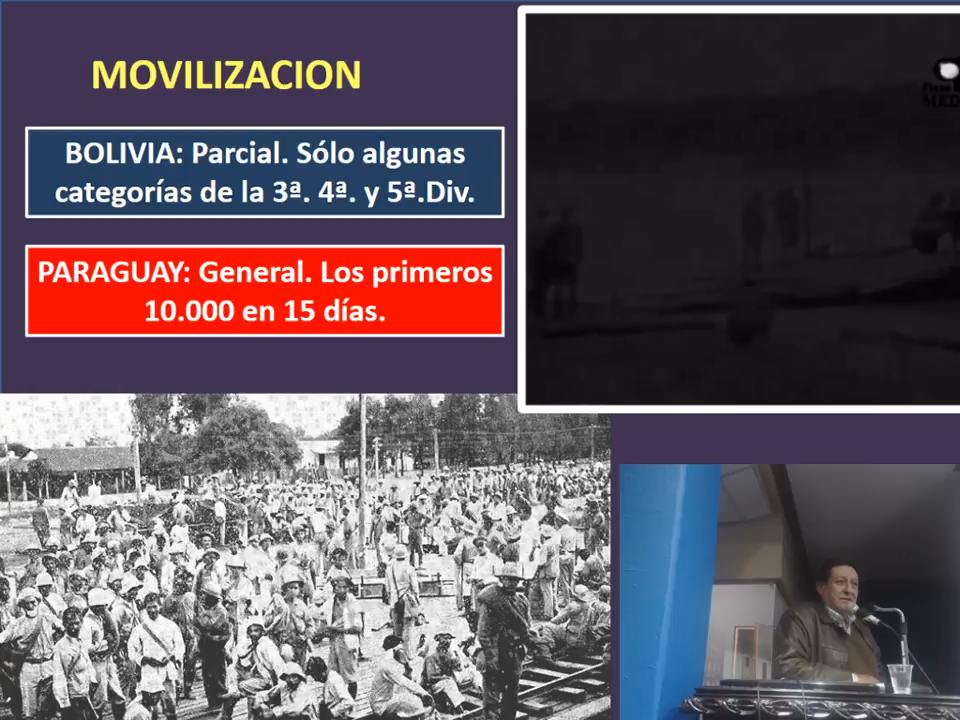 MOVILIZACION
BOLIVIA: Parcial. Sólo algunas
categorías de la 3ª. 4ª. y 5ª.Div.
PARAGUAY: General. Los primeros
10.000 en 15 días.